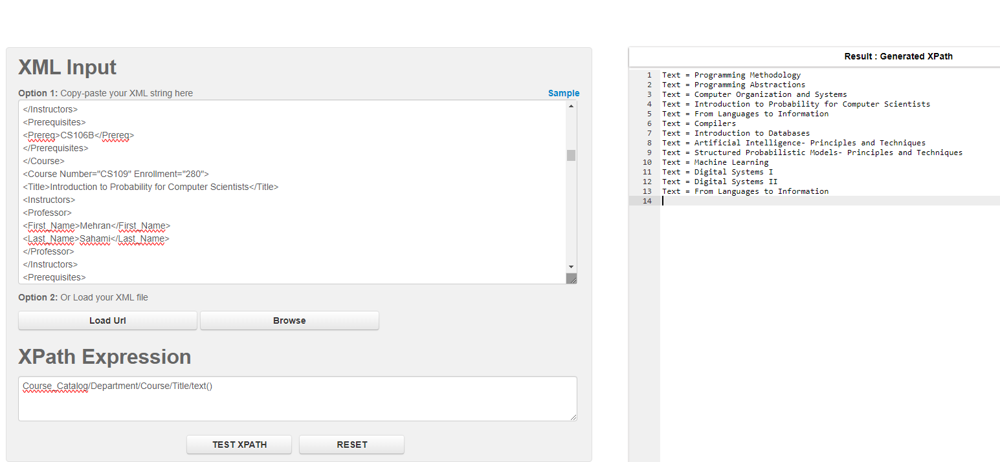 XML Input
Option 1: Copy-paste your XML string here
Sample
</Instructors>
<Prerequisites>
<Prereq>CS106B</Prereq>
</Prerequisites>
</Course>
<Course Number="CS109" Enrollment="280">
<Title>Introduction to Probability for Computer Scientists</Title>
<Instructors>
<Professor>
<First_Name>Mehran</First_Name>
<Last_Name>Sahami</Last_Name>
</Professor>
</Instructors>
<Prerequisites>
Option 2: Or Load your XML file
Load Url
Browse
XPath Expression
Course_Catalog/Department/Course/Title/text()
TEST XPATH
RESET
Result : Generated XPath
1 Text = Programming Methodology
2 Text = Programming Abstractions
3 Text = Computer Organization and Systems
4 Text = Introduction to Probability for Computer Scientists
5 Text = From Languages to Information
6 Text = Compilers
7 Text = Introduction to Databases
8 Text = Artificial Intelligence- Principles and Techniques
9 Text = Structured Probabilistic Models- Principles and Techniques
10 Text = Machine Learning
11 Text = Digital Systems I
12 Text = Digital Systems II
13 Text = From Languages to Information
14